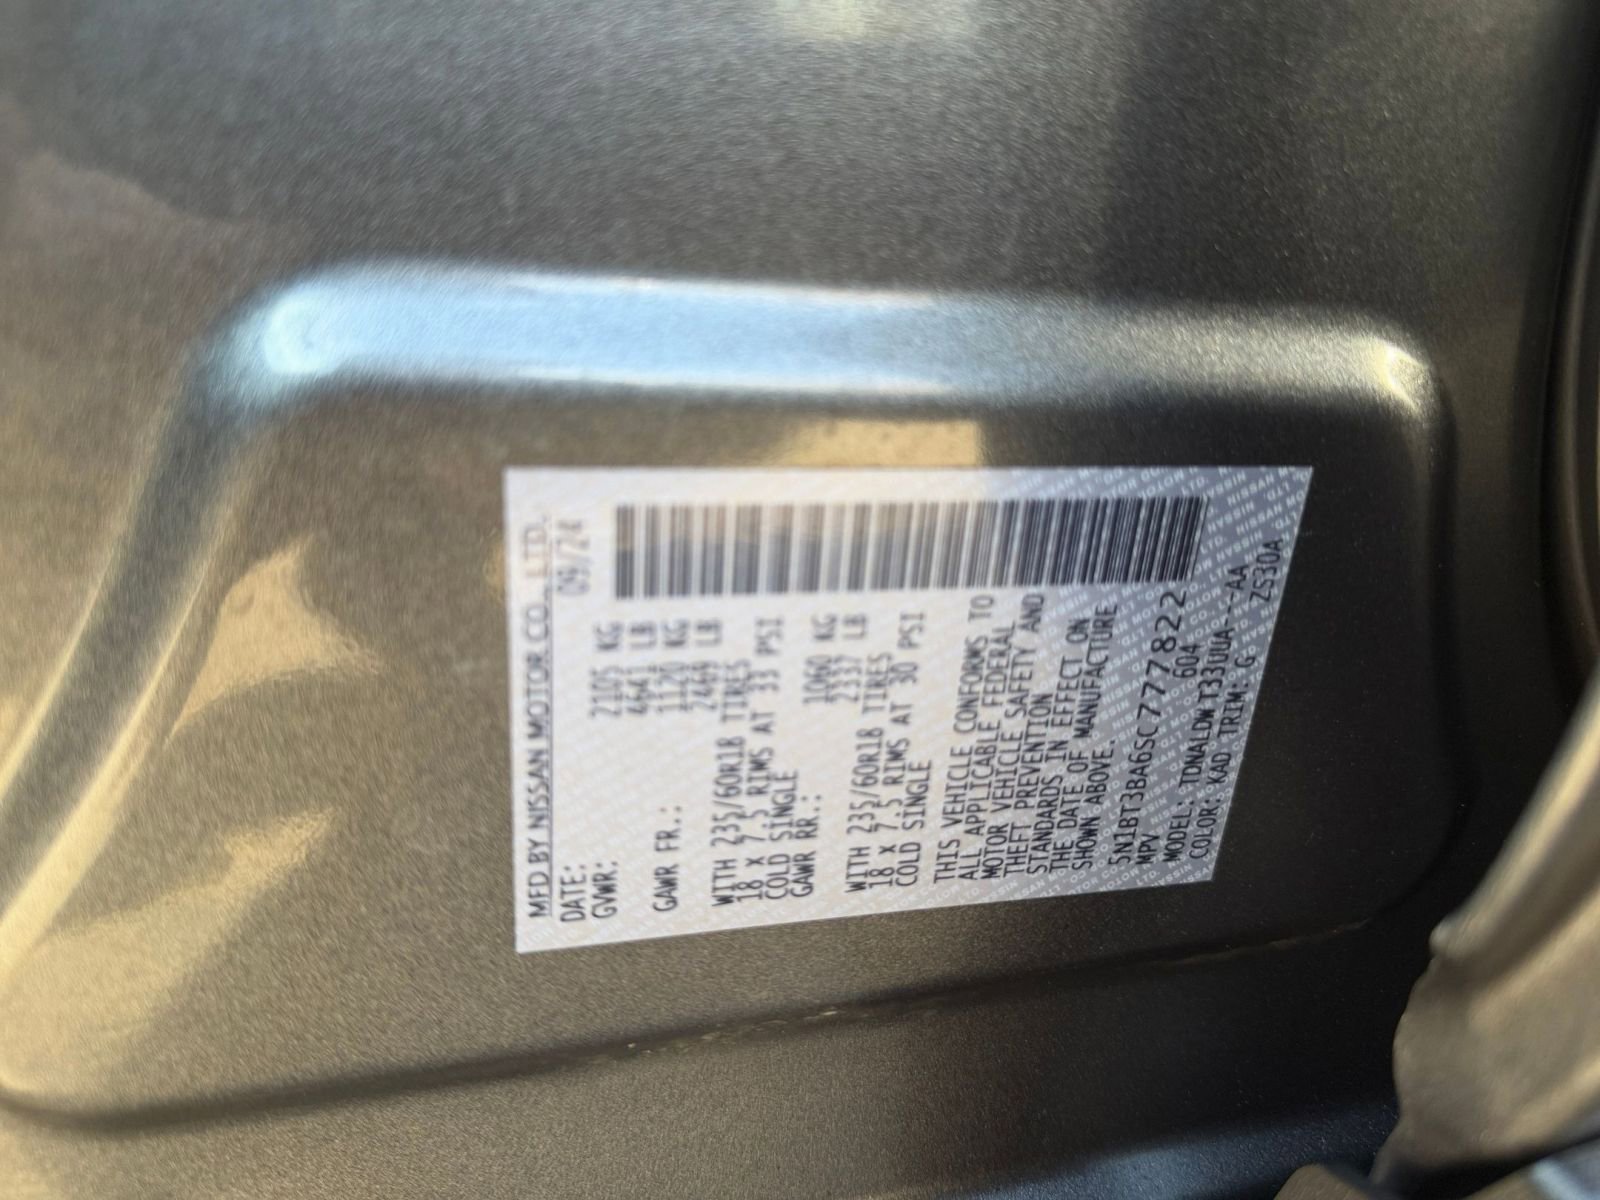 MFD BY NISSAN MOTOR CO., LTD.
DATE: 09/24
GVWR: 2105 KG
4641 LB
GAWR FR.: 1120 KG
2469 LB
WITH 235/60R18 TIRES
18 x 7.5 RIMS AT 33 PSI
COLD SINGLE
GAWR RR.: 1060 KG
2337 LB
WITH 235/60R18 TIRES
18 x 7.5 RIMS AT 30 PSI
COLD SINGLE
THIS VEHICLE CONFORMS TO
ALL APPLICABLE FEDERAL
MOTOR VEHICLE SAFETY AND
THEFT PREVENTION
STANDARDS IN EFFECT ON
THE DATE OF MANUFACTURE
SHOWN ABOVE.
5N1BT3BA6SC777822
MPV 604
MODEL: TDNALDWT33UUA---AA
COLOR: KAD TRIM: G ZS30A